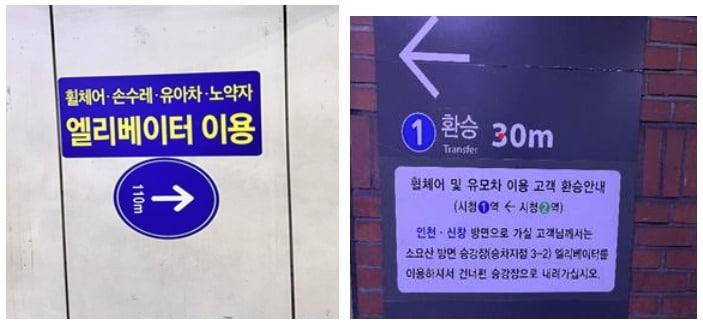 휠체어·손수레·유아차·노약자
엘리베이터 이용
110m
1 환승 30m
Transfer
휠체어 및 유모차 이용 고객 환승안내
(시청1역 ← 시청2역)
인천·신창 방면으로 가실 고객님께서는
소요산 방면 승강장(승차지점 3-2) 엘리베이터를
이용하셔서 건너편 승강장으로 내려가십시오.